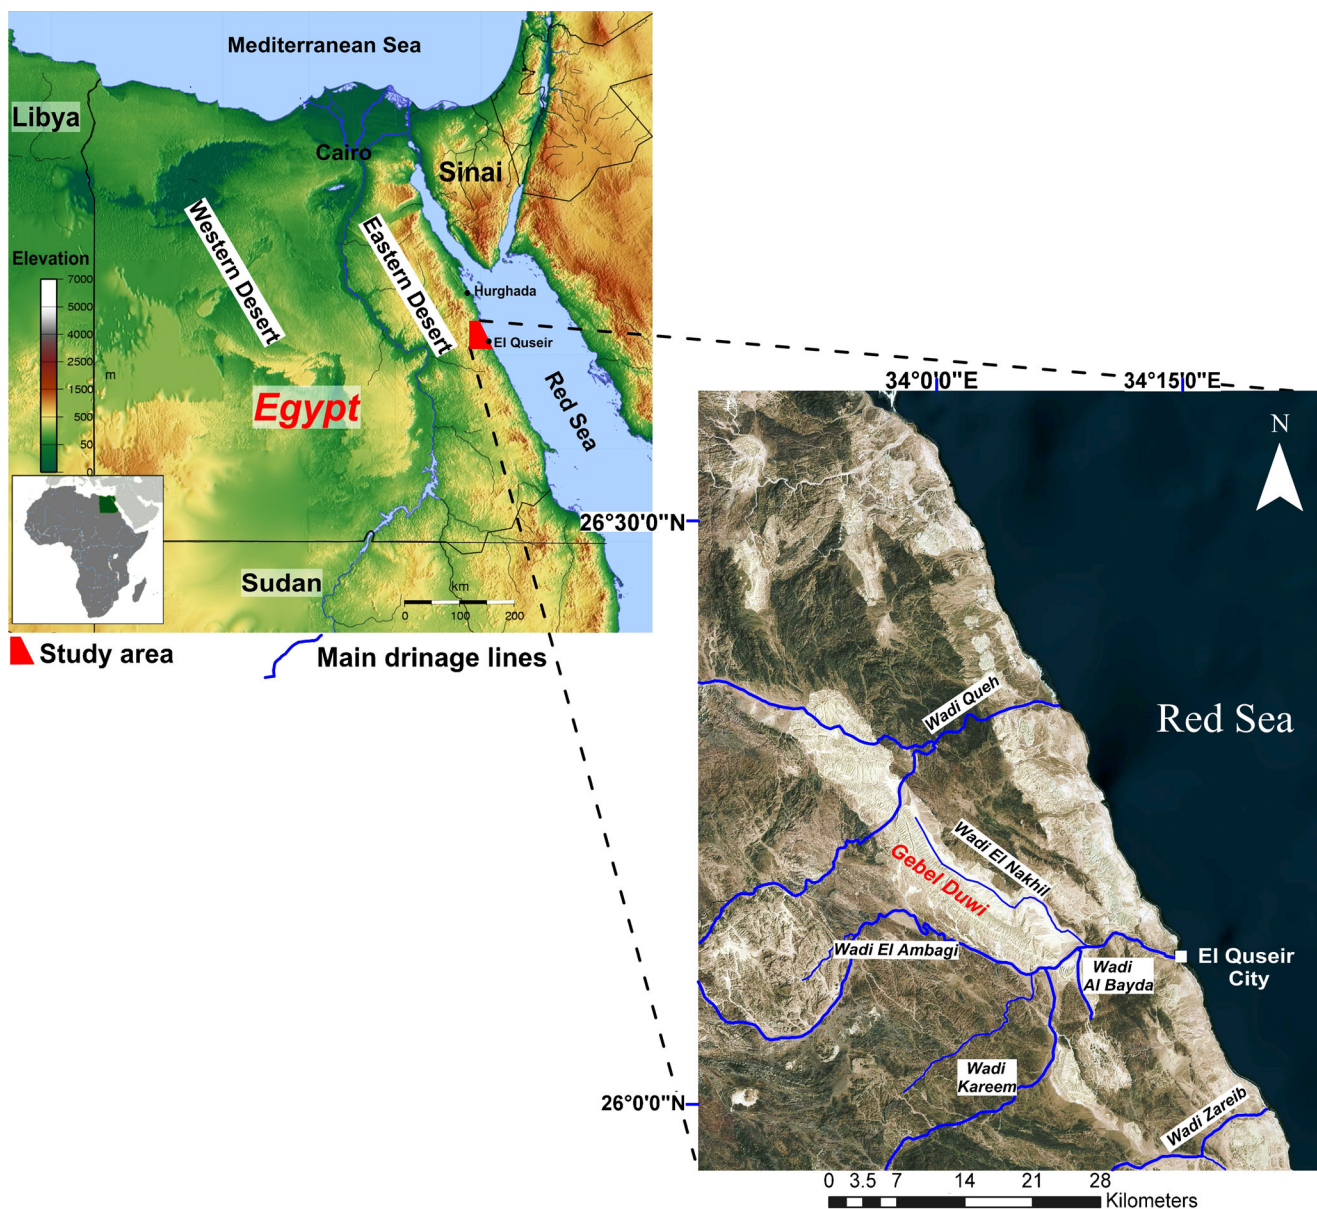 Mediterranean Sea
Libya
Cairo
Sinai
Western Desert
Eastern Desert
Elevation
7000
5000
4000
2500
1500
500
50
0
m
Hurghada
El Quseir
Red Sea
Egypt
Sudan
km
0 100 200
Study area
Main drinage lines
34°0'0"E
34°15'0"E
N
26°30'0"N
26°0'0"N
Wadi Queh
Red Sea
Wadi El Nakhil
Gebel Duwi
Wadi El Ambagi
Wadi
Al Bayda
El Quseir
City
Wadi
Kareem
Wadi Zareib
0 3.5 7 14 21 28
Kilometers